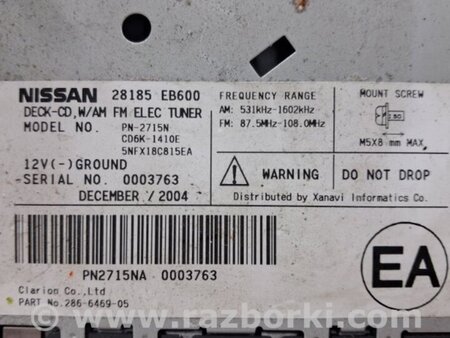 NISSAN 28185 EB600
DECK-CD,W/AM FM ELEC TUNER
MODEL NO. PN-2715N
CD6K-1410E
5NFX18C815EA
12V(-)GROUND
SERIAL NO. 0003763
DECEMBER / 2004
FREQUENCY RANGE
AM: 531kHz-1602kHz
FM: 87.5MHz-108.0MHz
MOUNT SCREW
M5X8 mm MAX
WARNING DO NOT DROP
Distributed by Xanavi Informatics Co.
PN2715NA 0003763
EA
Clarion Co.,Ltd
PART No. 286-6469-05
www.razborki.com